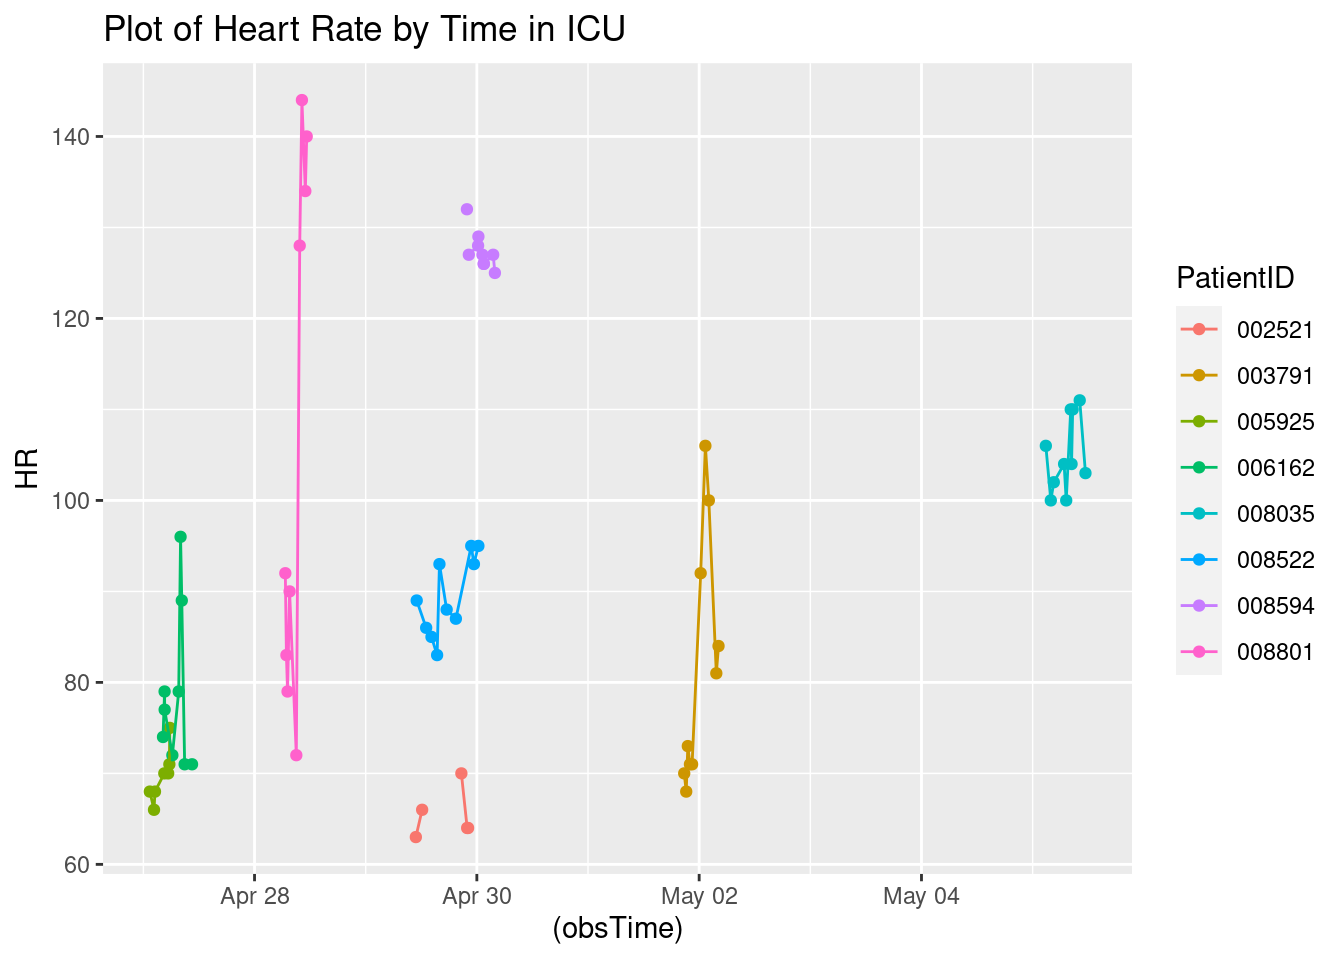 Plot of Heart Rate by Time in ICU
HR
140
120
100
80
60
Apr 28
Apr 30
May 02
May 04
(obsTime)
PatientID
002521
003791
005925
006162
008035
008522
008594
008801